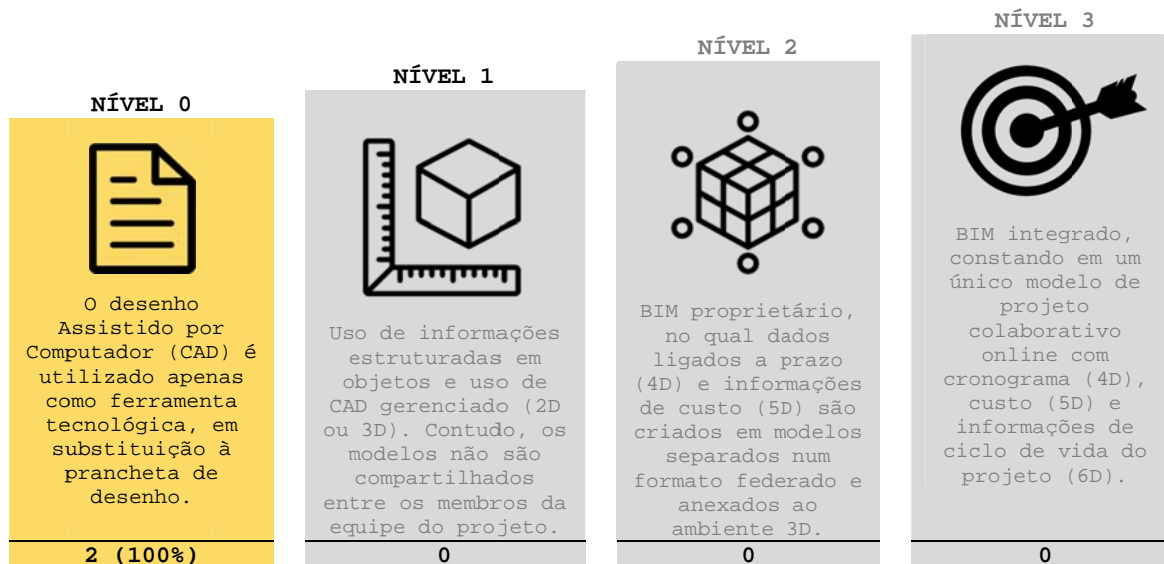 NÍVEL 0
O desenho
Assistido por
Computador (CAD) é
utilizado apenas
como ferramenta
tecnológica, em
substituição à
prancheta de
desenho.
2 (100%)
NÍVEL 1
Uso de informações
estruturadas em
objetos e uso de
CAD gerenciado (2D
ou 3D). Contudo, os
modelos não são
compartilhados
entre os membros da
equipe do projeto.
0
NÍVEL 2
BIM proprietário,
no qual dados
ligados a prazo
(4D) e informações
de custo (5D) são
criados em modelos
separados num
formato federado e
anexados ao
ambiente 3D.
0
NÍVEL 3
BIM integrado,
constando em um
único modelo de
projeto
colaborativo
online com
cronograma (4D),
custo (5D) e
informações de
ciclo de vida do
projeto (6D).
0